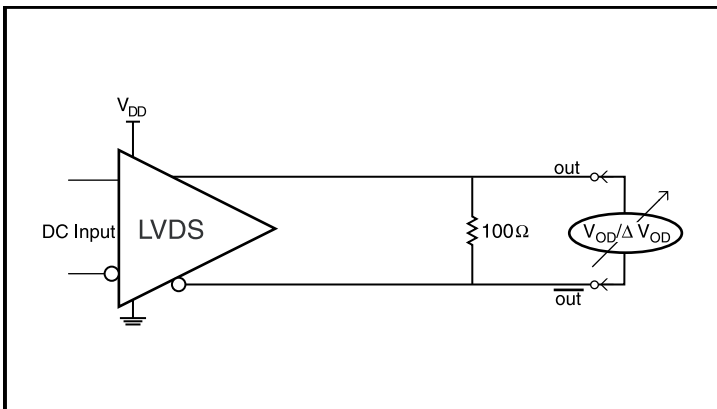 VDD
out
DC Input
LVDS
100Ω
VOD/Δ VOD
out